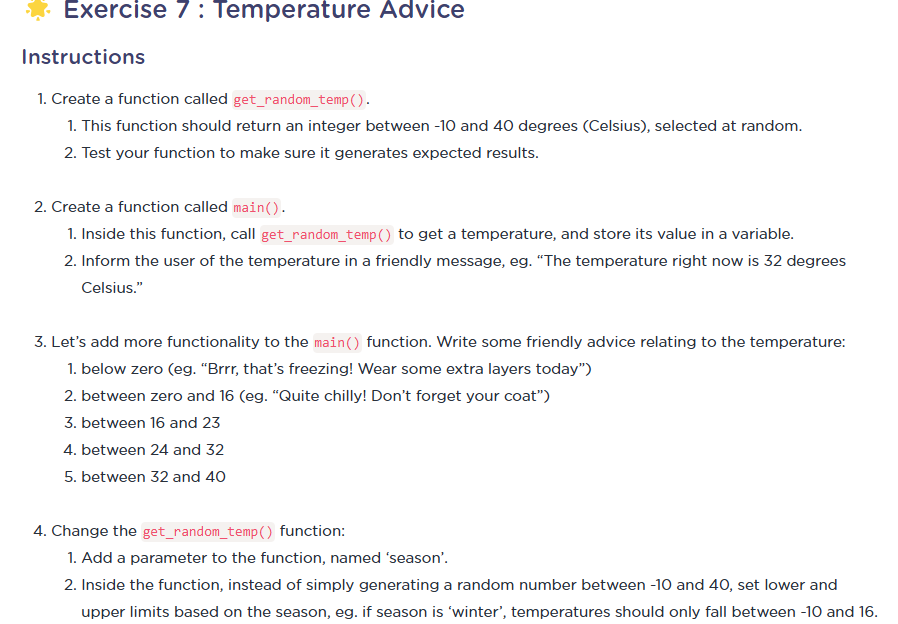 Exercise 7 : Temperature Advice
Instructions
1. Create a function called get_random_temp().
1. This function should return an integer between -10 and 40 degrees (Celsius), selected at random.
2. Test your function to make sure it generates expected results.
2. Create a function called main().
1. Inside this function, call get_random_temp() to get a temperature, and store its value in a variable.
2. Inform the user of the temperature in a friendly message, eg. “The temperature right now is 32 degrees
Celsius.”
3. Let’s add more functionality to the main() function. Write some friendly advice relating to the temperature:
1. below zero (eg. “Brrr, that’s freezing! Wear some extra layers today”)
2. between zero and 16 (eg. “Quite chilly! Don’t forget your coat”)
3. between 16 and 23
4. between 24 and 32
5. between 32 and 40
4. Change the get_random_temp() function:
1. Add a parameter to the function, named ‘season’.
2. Inside the function, instead of simply generating a random number between -10 and 40, set lower and
upper limits based on the season, eg. if season is ‘winter’, temperatures should only fall between -10 and 16.